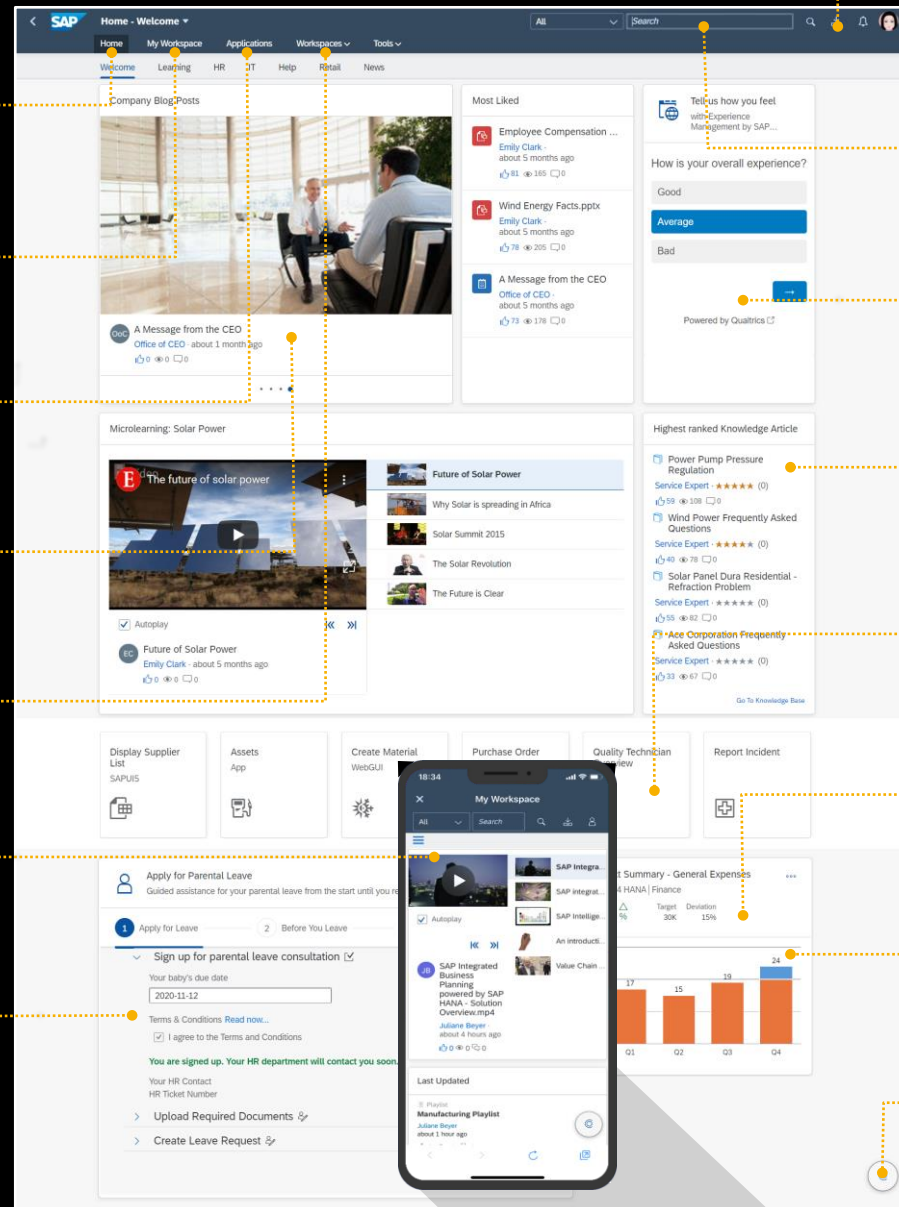 SAP
Home - Welcome
All
Search
Home
My Workspace
Applications
Workspaces
Tools
Welcome
Learning
HR
IT
Help
Retail
News
Company Blog Posts
OoC
A Message from the CEO
Office of CEO · about 1 month ago
0 0 0
Most Liked
Employee Compensation ...
Emily Clark ·
about 5 months ago
81 165 0
Wind Energy Facts.pptx
Emily Clark ·
about 5 months ago
78 205 0
A Message from the CEO
Office of CEO ·
about 5 months ago
73 178 0
Tell us how you feel
with Experience
Management by SAP...
How is your overall experience?
Good
Average
Bad
Powered by Qualtrics
Microlearning: Solar Power
The future of solar power
Autoplay
EC
Future of Solar Power
Emily Clark · about 5 months ago
0 0 0
Future of Solar Power
Why Solar is spreading in Africa
Solar Summit 2015
The Solar Revolution
The Future is Clear
Highest ranked Knowledge Article
Power Pump Pressure
Regulation
Service Expert · ★★★★★ (0)
59 108 0
Wind Power Frequently Asked
Questions
Service Expert · ★★★★★ (0)
40 78 0
Solar Panel Dura Residential -
Refraction Problem
Service Expert · ★★★★★ (0)
55 82 0
Ace Corporation Frequently
Asked Questions
Service Expert · ★★★★★ (0)
33 67 0
Go To Knowledge Base
Display Supplier
List
SAPUI5
Assets
App
Create Material
WebGUI
Purchase Order
Quality Technician
Overview
Report Incident
Apply for Parental Leave
Guided assistance for your parental leave from the start until you re
1 Apply for Leave
2 Before You Leave
Sign up for parental leave consultation
Your baby's due date
2020-11-12
Terms & Conditions Read now...
I agree to the Terms and Conditions
You are signed up. Your HR department will contact you soon.
Your HR Contact
HR Ticket Number
Upload Required Documents
Create Leave Request
18:34
My Workspace
All
Search
Autoplay
JB
SAP Integrated
Business
Planning
powered by SAP
HANA - Solution
Overview.mp4
Juliane Beyer ·
about 4 hours ago
0 0 0
SAP Integra...
SAP integrat...
SAP Intellige...
An introducti...
Value Chain ...
Last Updated
Playlist
Manufacturing Playlist
Juliane Beyer
about 1 hour ago
t Summary - General Expenses
4 HANA | Finance
%
Target
Deviation
30K
15%
17
15
19
24
Q1
Q2
Q3
Q4